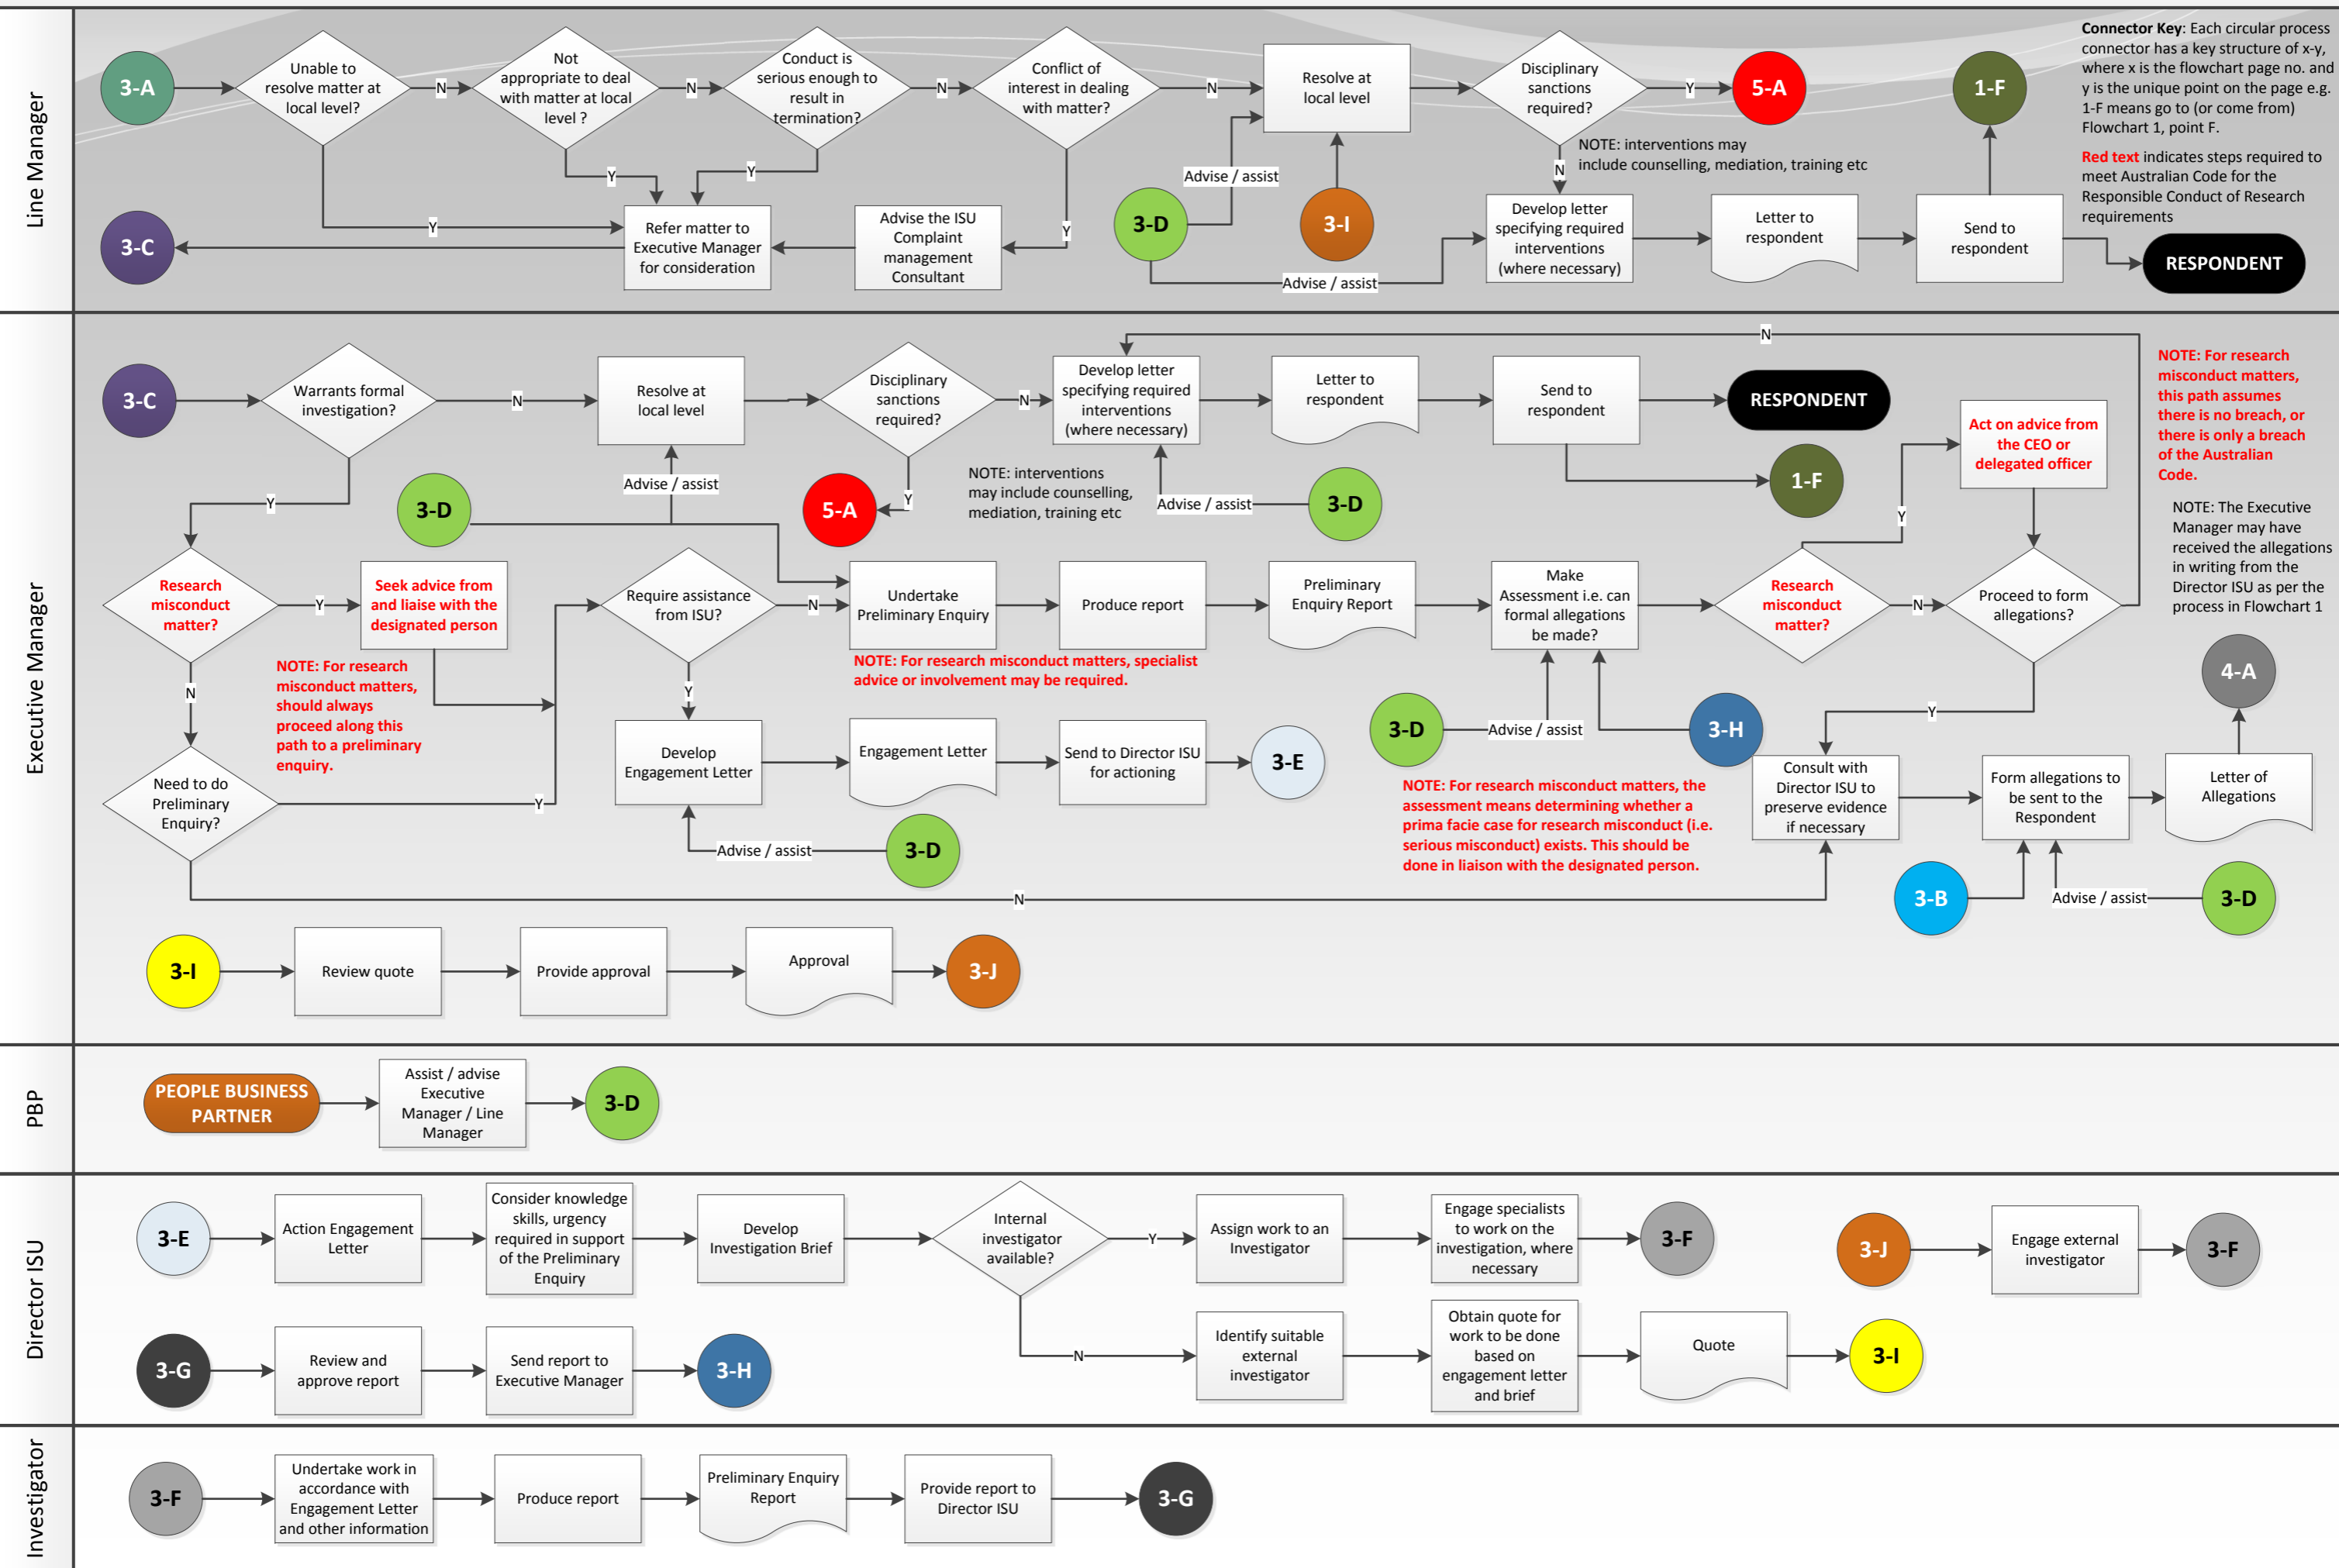 Line Manager
3-A
Unable to
resolve matter at
local level?
N
Not
appropriate to deal
with matter at local
level ?
N
Conduct is
serious enough to
result in
termination?
N
Conflict of
interest in dealing
with matter?
N
Resolve at
local level
Disciplinary
sanctions
required?
Y
5-A
1-F
Connector Key: Each circular process
connector has a key structure of x-y,
where x is the flowchart page no. and
y is the unique point on the page e.g.
1-F means go to (or come from)
Flowchart 1, point F.
Red text indicates steps required to
meet Australian Code for the
Responsible Conduct of Research
requirements
NOTE: interventions may
include counselling, mediation, training etc
Y
Y
Y
Y
N
Advise / assist
3-C
Refer matter to
Executive Manager
for consideration
Advise the ISU
Complaint
management
Consultant
3-D
3-I
Advise / assist
Develop letter
specifying required
interventions
(where necessary)
Letter to
respondent
Send to
respondent
RESPONDENT
Executive Manager
N
3-C
Warrants formal
investigation?
N
Resolve at
local level
Disciplinary
sanctions
required?
N
Develop letter
specifying required
interventions
(where necessary)
Letter to
respondent
Send to
respondent
RESPONDENT
Act on advice from
the CEO or
delegated officer
NOTE: For research
misconduct matters,
this path assumes
there is no breach, or
there is only a breach
of the Australian
Code.
Y
3-D
Advise / assist
5-A
Y
NOTE: interventions
may include counselling,
mediation, training etc
Advise / assist
3-D
1-F
Y
NOTE: The Executive
Manager may have
received the allegations
in writing from the
Director ISU as per the
process in Flowchart 1
Research
misconduct
matter?
Y
Seek advice from
and liaise with the
designated person
Require assistance
from ISU?
N
Undertake
Preliminary Enquiry
Produce report
Preliminary
Enquiry Report
Make
Assessment i.e. can
formal allegations
be made?
Research
misconduct
matter?
N
Proceed to form
allegations?
NOTE: For research
misconduct matters,
should always
proceed along this
path to a preliminary
enquiry.
NOTE: For research misconduct matters, specialist
advice or involvement may be required.
N
Y
4-A
Y
Need to do
Preliminary
Enquiry?
Y
Develop
Engagement Letter
Engagement Letter
Send to Director ISU
for actioning
3-E
3-D
Advise / assist
3-H
NOTE: For research misconduct matters, the
assessment means determining whether a
prima facie case for research misconduct (i.e.
serious misconduct) exists. This should be
done in liaison with the designated person.
Consult with
Director ISU to
preserve evidence
if necessary
Form allegations to
be sent to the
Respondent
Letter of
Allegations
Advise / assist
3-D
N
3-B
Advise / assist
3-D
3-I
Review quote
Provide approval
Approval
3-J
PBP
PEOPLE BUSINESS
PARTNER
Assist / advise
Executive
Manager / Line
Manager
3-D
Director ISU
3-E
Action Engagement
Letter
Consider knowledge
skills, urgency
required in support
of the Preliminary
Enquiry
Develop
Investigation Brief
Internal
investigator
available?
Y
Assign work to an
Investigator
Engage specialists
to work on the
investigation, where
necessary
3-F
3-J
Engage external
investigator
3-F
3-G
Review and
approve report
Send report to
Executive Manager
3-H
N
Identify suitable
external
investigator
Obtain quote for
work to be done
based on
engagement letter
and brief
Quote
3-I
Investigator
3-F
Undertake work in
accordance with
Engagement Letter
and other information
Produce report
Preliminary Enquiry
Report
Provide report to
Director ISU
3-G